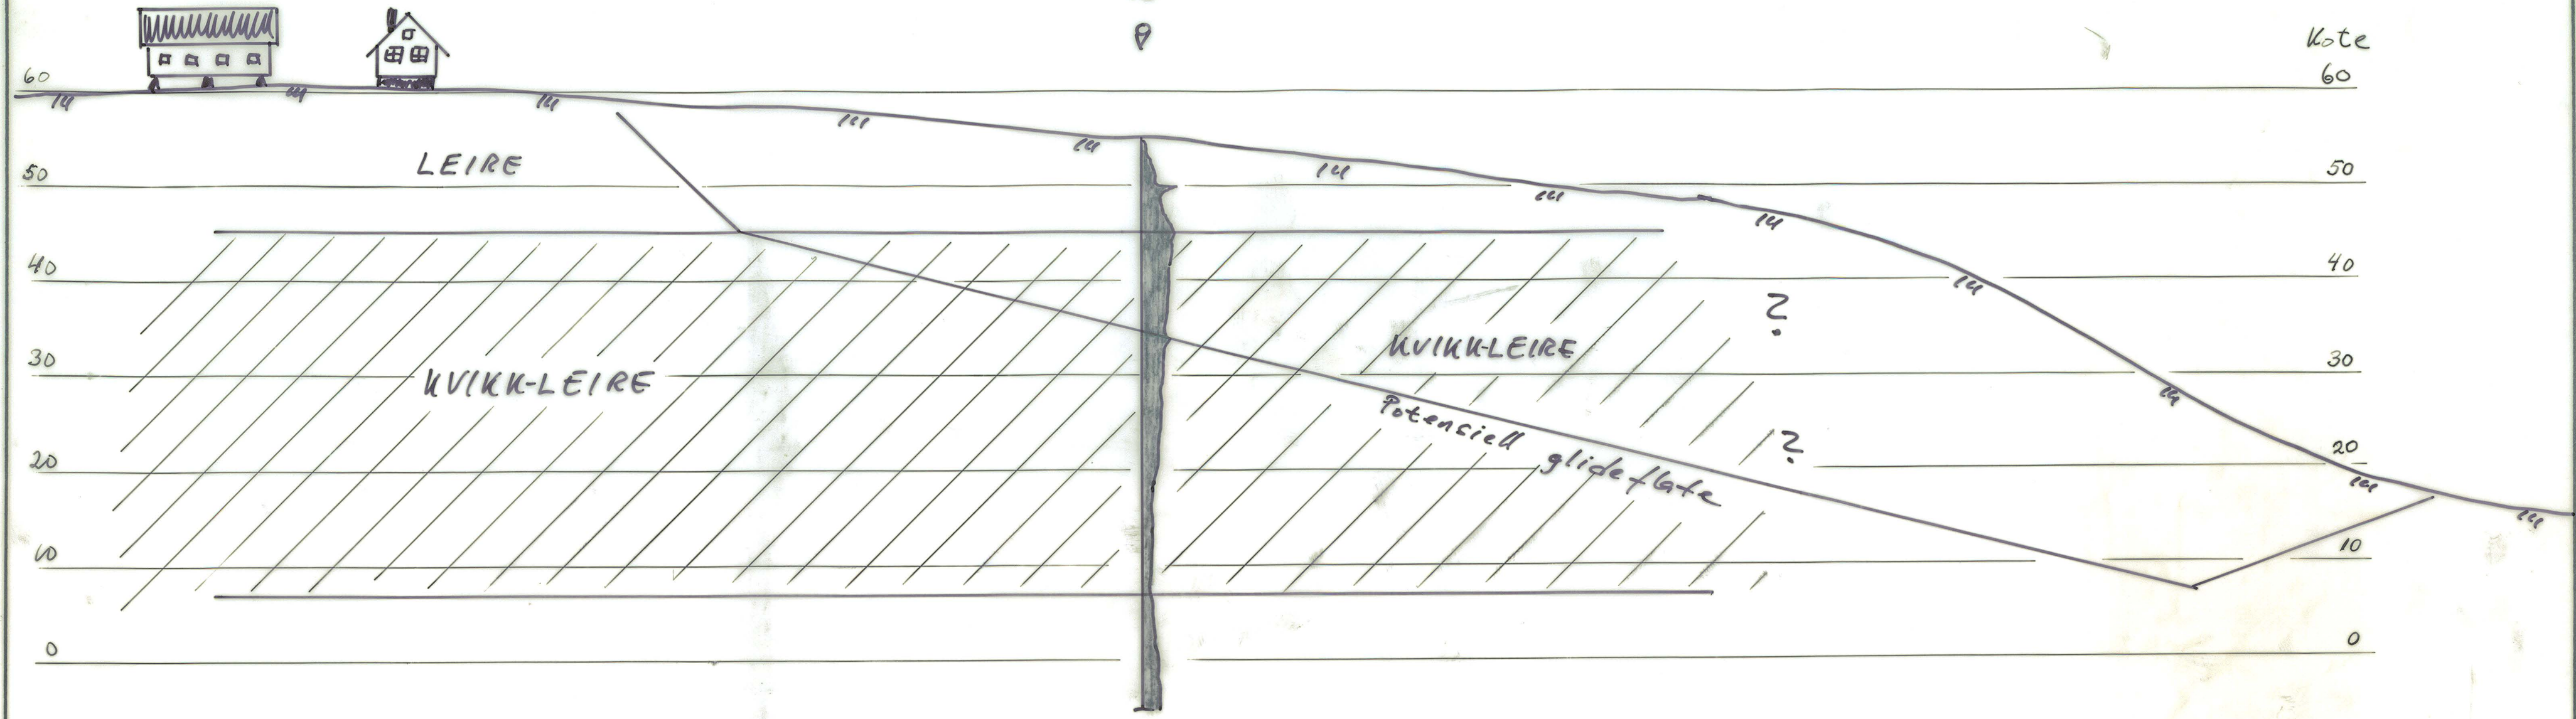 Kote
60 60
LEIRE
50 50
40 40
KVIKK-LEIRE
?
30 30
KVIKK-LEIRE
Potensiell glideflate
?
20 20
10 10
0 0